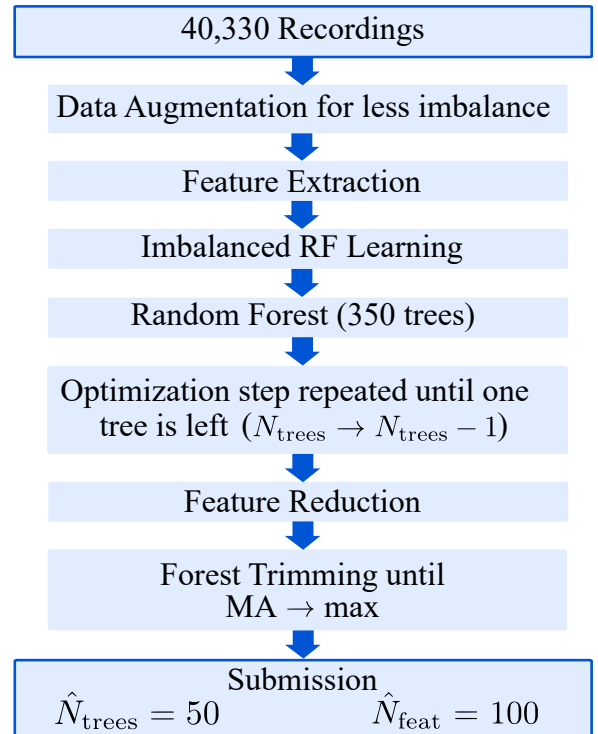 40,330 Recordings
Data Augmentation for less imbalance
Feature Extraction
Imbalanced RF Learning
Random Forest (350 trees)
Optimization step repeated until one
tree is left (N_trees → N_trees − 1)
Feature Reduction
Forest Trimming until
MA → max
Submission
N̂_trees = 50 N̂_feat = 100